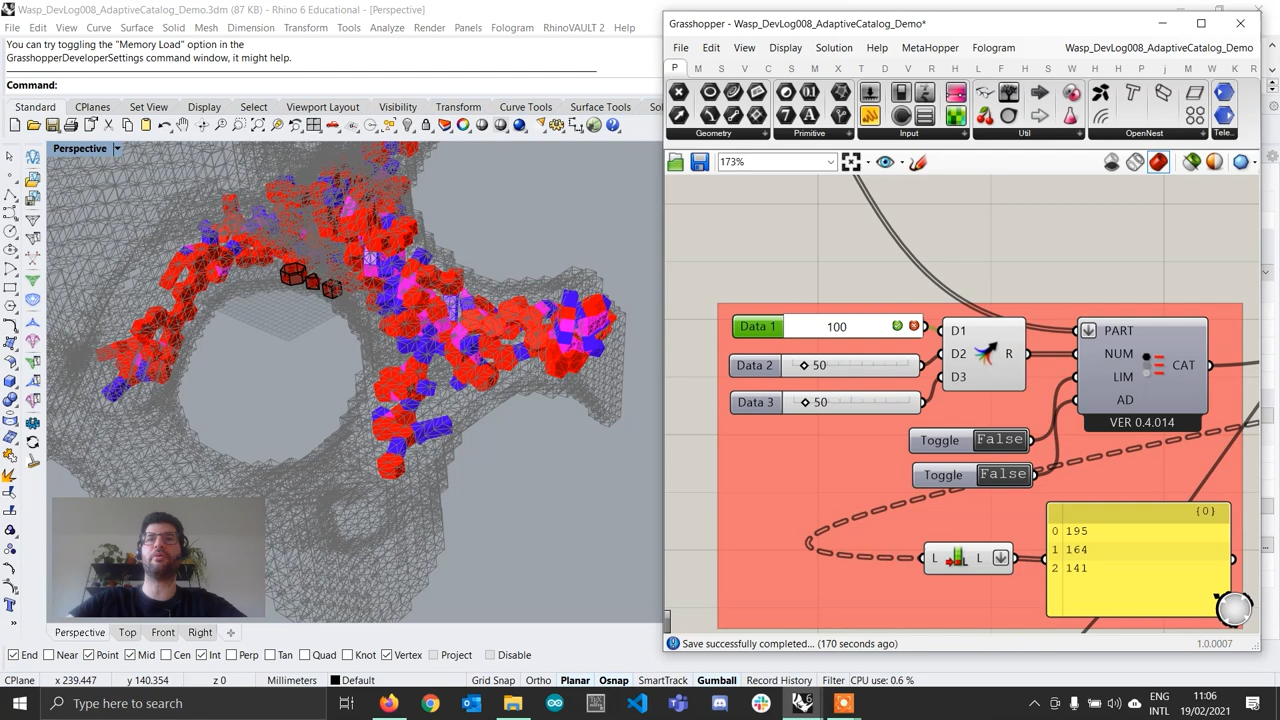 Wasp_DevLog008_AdaptiveCatalog_Demo.3dm (87 KB) - Rhino 6 Educational - [Perspective]
File Edit View Curve Surface Solid Mesh Dimension Transform Tools Analyze Render Panels Fologram RhinoVAULT 2 Help
You can try toggling the "Memory Load" option in the
GrasshopperDeveloperSettings command window, it might help.
Command:
Standard CPlanes Set View Display Select Viewport Layout Visibility Transform Curve Tools Surface Tools Sol
Perspective
Grasshopper - Wasp_DevLog008_AdaptiveCatalog_Demo*
File Edit View Display Solution Help MetaHopper Fologram Wasp_DevLog008_AdaptiveCatalog_Demo
P M S V C S M X T D V R H S L F L C O G H S M W P j M S V E F K R
Geometry Primitive Input Util OpenNest Tele...
173%
Data 1 100
Data 2 50
Data 3 50
D1
D2 R
D3
PART
NUM
LIM CAT
AD
VER 0.4.014
Toggle False
Toggle False
L L
{0}
0 195
1 164
2 141
Save successfully completed... (170 seconds ago) 1.0.0007
Perspective Top Front Right
End Near Point Mid Cen Int Perp Tan Quad Knot Vertex Project Disable
CPlane x 239.447 y 140.354 z 0 Millimeters Default Grid Snap Ortho Planar Osnap SmartTrack Gumball Record History Filter CPU use: 0.6 %
Type here to search
ENG
INTL
11:06
19/02/2021